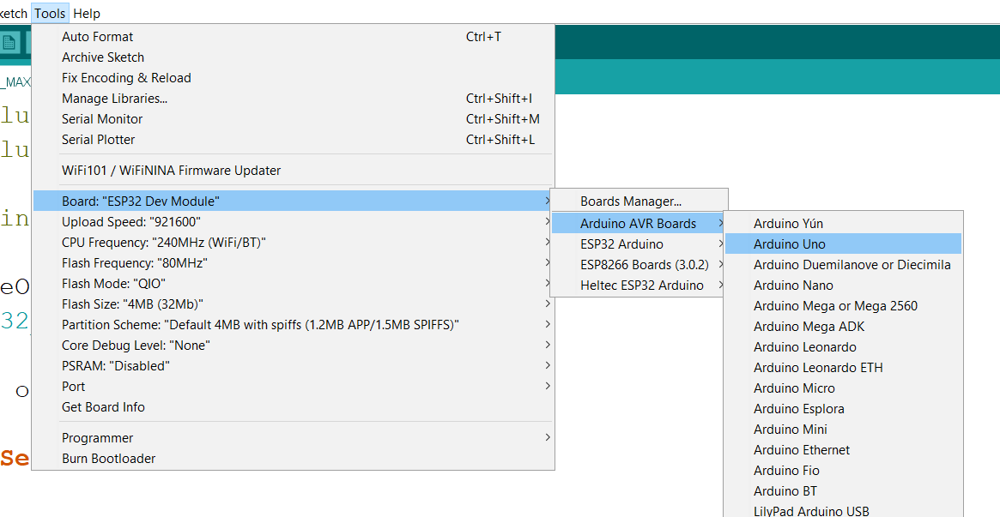 ketch Tools Help
Auto Format Ctrl+T
Archive Sketch
Fix Encoding & Reload
_MAX
Manage Libraries... Ctrl+Shift+I
lu
Serial Monitor Ctrl+Shift+M
Serial Plotter Ctrl+Shift+L
lu
WiFi101 / WiFiNINA Firmware Updater
Board: "ESP32 Dev Module"
in
Upload Speed: "921600"
CPU Frequency: "240MHz (WiFi/BT)"
Flash Frequency: "80MHz"
eO
Flash Mode: "QIO"
Flash Size: "4MB (32Mb)"
32_
Partition Scheme: "Default 4MB with spiffs (1.2MB APP/1.5MB SPIFFS)"
Core Debug Level: "None"
PSRAM: "Disabled"
o
Port
Get Board Info
Programmer
Se
Burn Bootloader
Boards Manager...
Arduino AVR Boards
ESP32 Arduino
ESP8266 Boards (3.0.2)
Heltec ESP32 Arduino
Arduino Yún
Arduino Uno
Arduino Duemilanove or Diecimila
Arduino Nano
Arduino Mega or Mega 2560
Arduino Mega ADK
Arduino Leonardo
Arduino Leonardo ETH
Arduino Micro
Arduino Esplora
Arduino Mini
Arduino Ethernet
Arduino Fio
Arduino BT
LilyPad Arduino USB